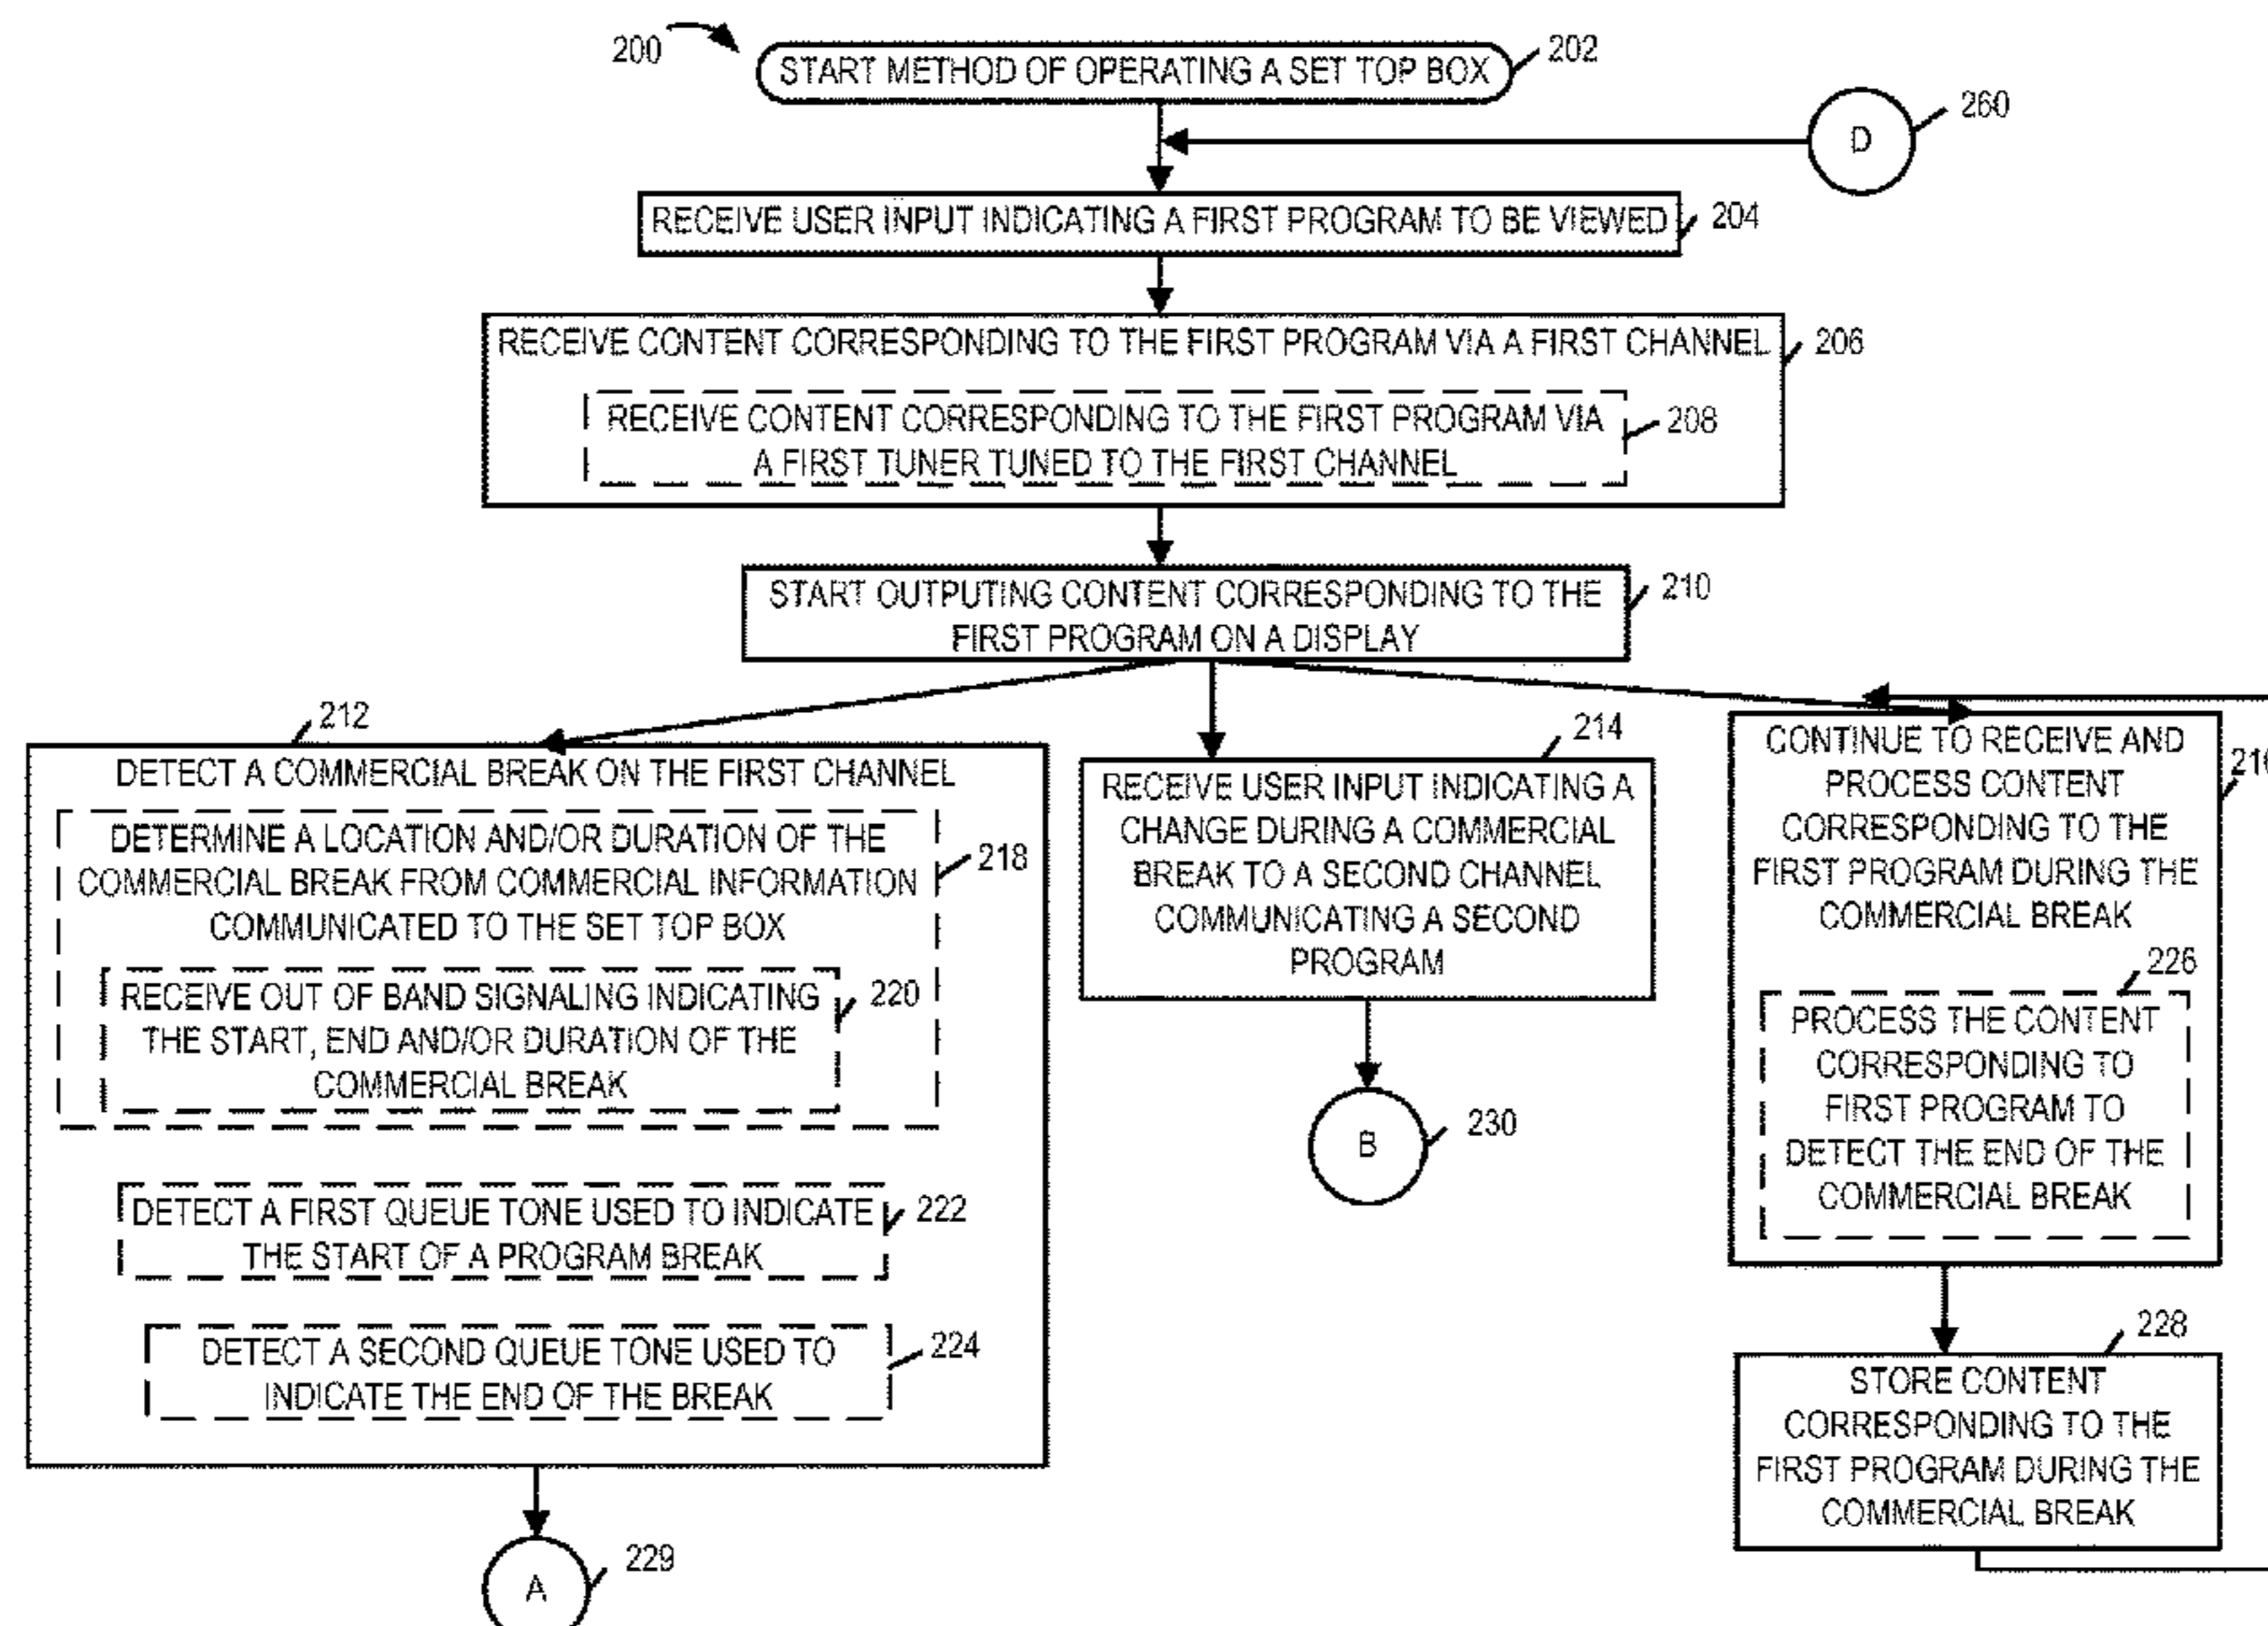 200
START METHOD OF OPERATING A SET TOP BOX
202
D
260
RECEIVE USER INPUT INDICATING A FIRST PROGRAM TO BE VIEWED
204
RECEIVE CONTENT CORRESPONDING TO THE FIRST PROGRAM VIA A FIRST CHANNEL
206
RECEIVE CONTENT CORRESPONDING TO THE FIRST PROGRAM VIA
A FIRST TUNER TUNED TO THE FIRST CHANNEL
208
START OUTPUTING CONTENT CORRESPONDING TO THE
FIRST PROGRAM ON A DISPLAY
210
212
DETECT A COMMERCIAL BREAK ON THE FIRST CHANNEL
DETERMINE A LOCATION AND/OR DURATION OF THE
COMMERCIAL BREAK FROM COMMERCIAL INFORMATION
COMMUNICATED TO THE SET TOP BOX
218
RECEIVE OUT OF BAND SIGNALING INDICATING
THE START, END AND/OR DURATION OF THE
COMMERCIAL BREAK
220
DETECT A FIRST QUEUE TONE USED TO INDICATE
THE START OF A PROGRAM BREAK
222
DETECT A SECOND QUEUE TONE USED TO
INDICATE THE END OF THE BREAK
224
A
229
214
RECEIVE USER INPUT INDICATING A
CHANGE DURING A COMMERCIAL
BREAK TO A SECOND CHANNEL
COMMUNICATING A SECOND
PROGRAM
B
230
CONTINUE TO RECEIVE AND
PROCESS CONTENT
CORRESPONDING TO THE
FIRST PROGRAM DURING THE
COMMERCIAL BREAK
226
PROCESS THE CONTENT
CORRESPONDING TO
FIRST PROGRAM TO
DETECT THE END OF THE
COMMERCIAL BREAK
228
STORE CONTENT
CORRESPONDING TO THE
FIRST PROGRAM DURING THE
COMMERCIAL BREAK